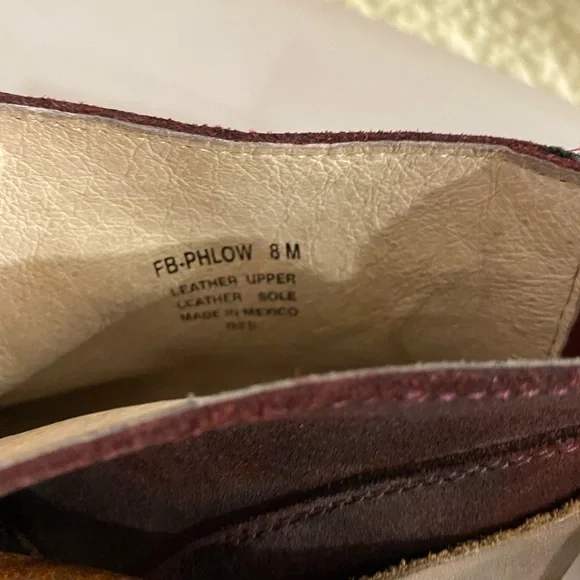 FB-PHLOW 8 M
LEATHER UPPER
LEATHER SOLE
MADE IN MEXICO